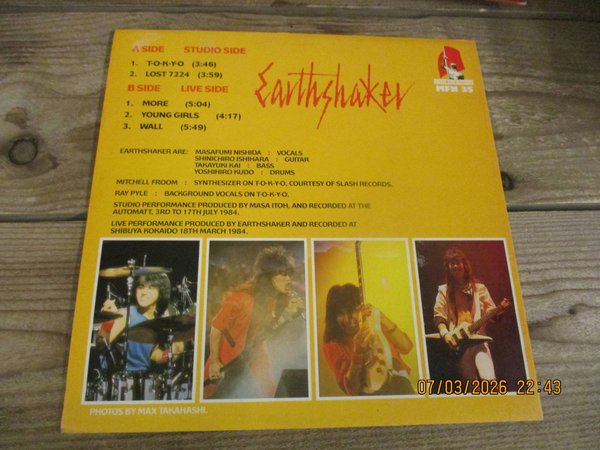 A SIDE STUDIO SIDE
1. T·O·K·Y·O (3:46)
2. LOST 7224 (3:59)
B SIDE LIVE SIDE
1. MORE (5:04)
2. YOUNG GIRLS (4:17)
3. WALL (5:49)
Earthshaker
MFN 35
EARTHSHAKER ARE: MASAFUMI NISHIDA : VOCALS
SHINICHIRO ISHIHARA : GUITAR
TAKAYUKI KAI : BASS
YOSHIHIRO KUDO : DRUMS
MITCHELL FROOM : SYNTHESIZER ON T·O·K·Y·O, COURTESY OF SLASH RECORDS.
RAY PYLE : BACKGROUND VOCALS ON T·O·K·Y·O.
STUDIO PERFORMANCE PRODUCED BY MASA ITOH, AND RECORDED AT THE
AUTOMATT, 3RD TO 17TH JULY 1984.
LIVE PERFORMANCE PRODUCED BY EARTHSHAKER AND RECORDED AT
SHIBUYA KOKAIDO 18TH MARCH 1984.
PHOTOS BY MAX TAKAHASHI.
07/03/2026 22:43